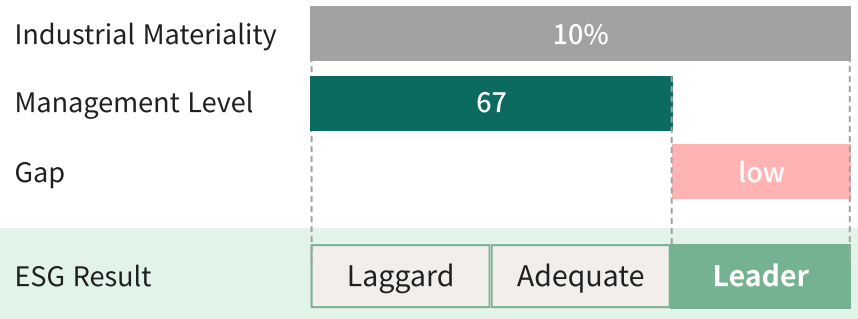 Industrial Materiality 10%
Management Level 67
Gap low
ESG Result Laggard Adequate Leader